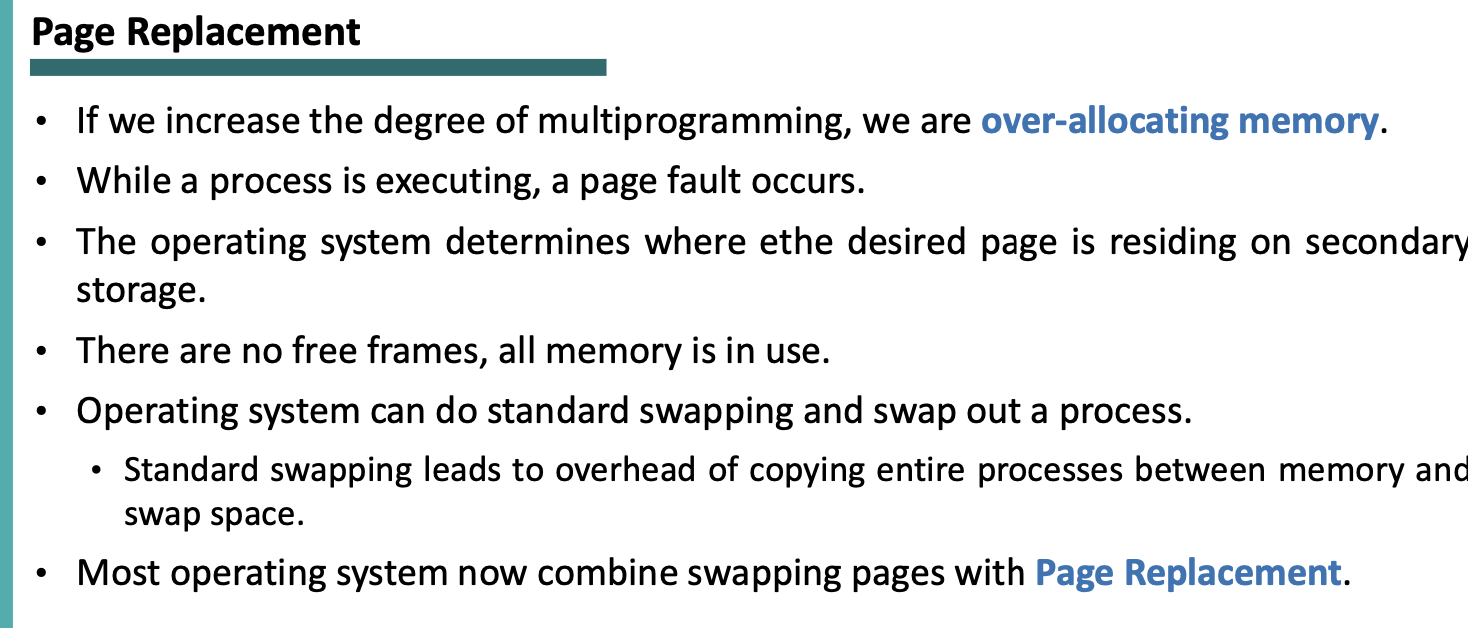 Page Replacement
• If we increase the degree of multiprogramming, we are over-allocating memory.
• While a process is executing, a page fault occurs.
• The operating system determines where ethe desired page is residing on secondary
storage.
• There are no free frames, all memory is in use.
• Operating system can do standard swapping and swap out a process.
• Standard swapping leads to overhead of copying entire processes between memory and
swap space.
• Most operating system now combine swapping pages with Page Replacement.